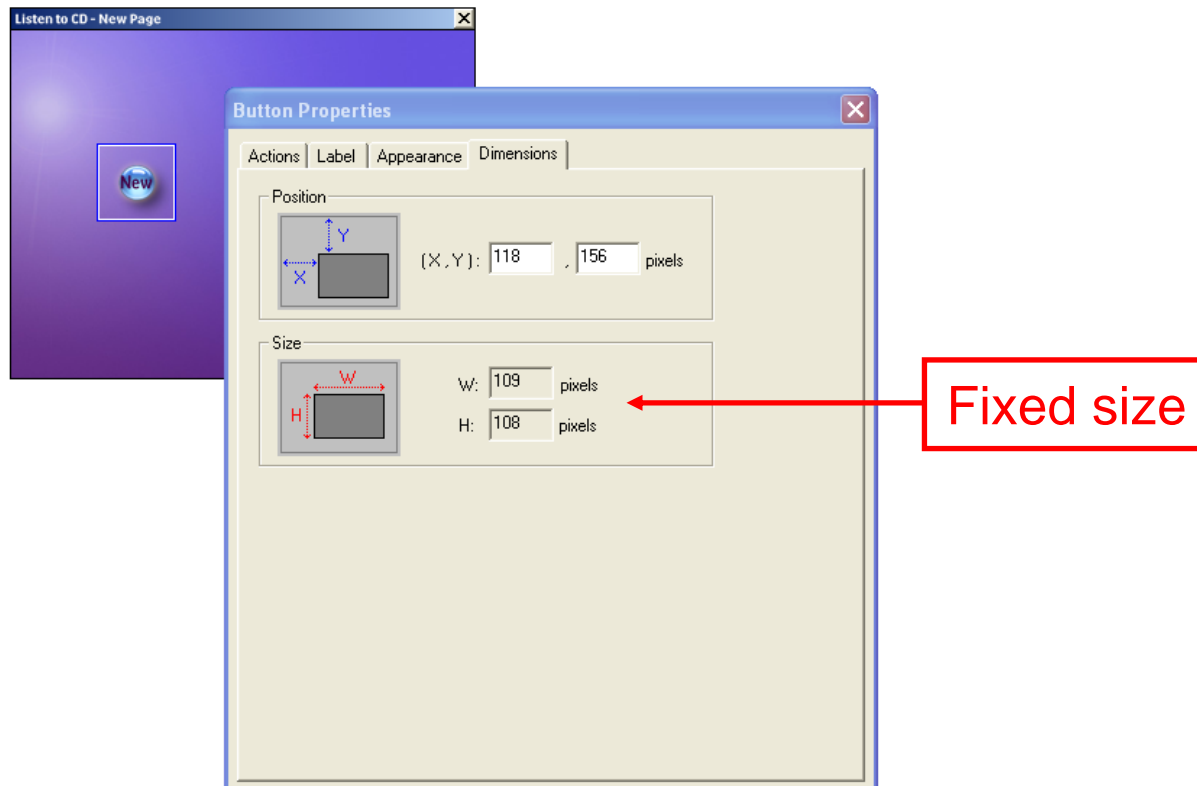 Listen to CD - New Page
New
Button Properties
Actions Label Appearance Dimensions
Position
Y
X
(X,Y): 118 , 156 pixels
Size
W
H
W: 109 pixels
H: 108 pixels
Fixed size